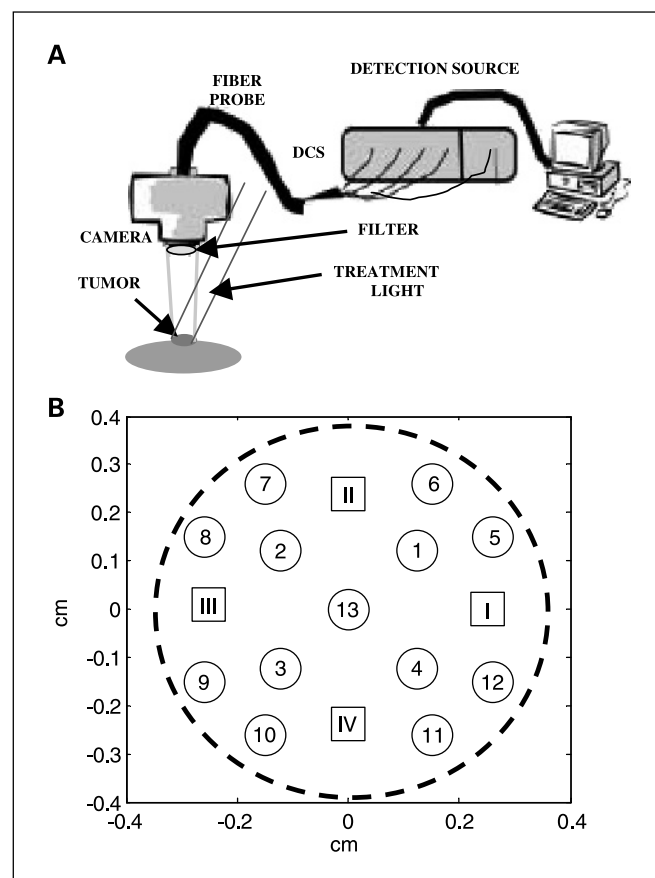 A
DETECTION SOURCE
FIBER
PROBE
DCS
CAMERA
FILTER
TUMOR
TREATMENT
LIGHT
B
0.4
0.3
0.2
0.1
0
-0.1
-0.2
-0.3
-0.4
cm
7
II
6
8
5
2
1
III
13
I
3
4
9
12
10
IV
11
-0.4
-0.2
0
0.2
0.4
cm